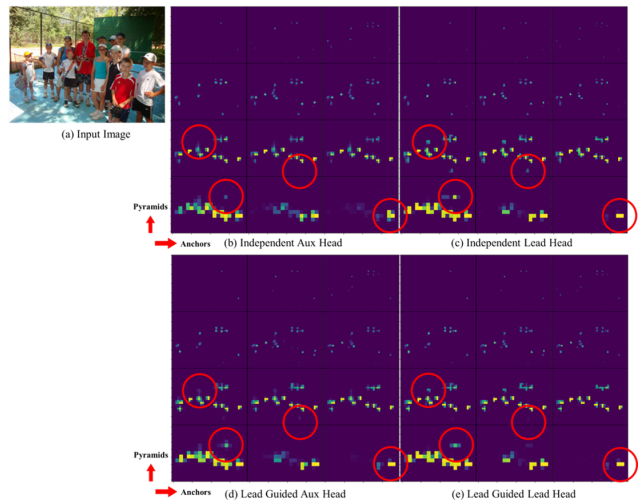 (a) Input Image
Pyramids
Anchors
(b) Independent Aux Head
(c) Independent Lead Head
Pyramids
Anchors
(d) Lead Guided Aux Head
(e) Lead Guided Lead Head